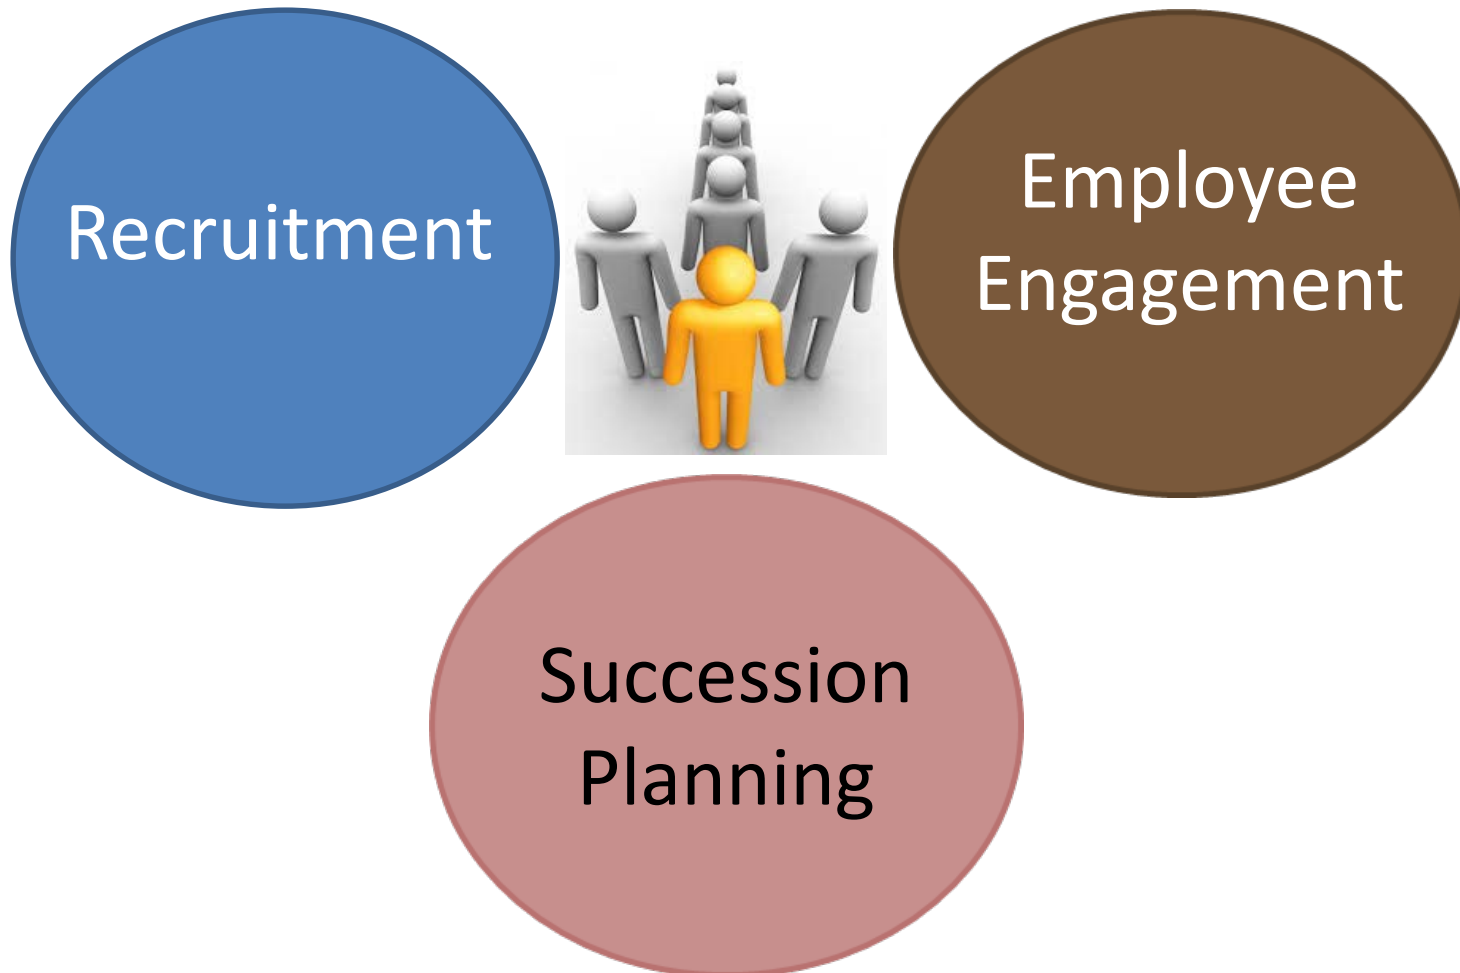 Recruitment
Employee
Engagement
Succession
Planning